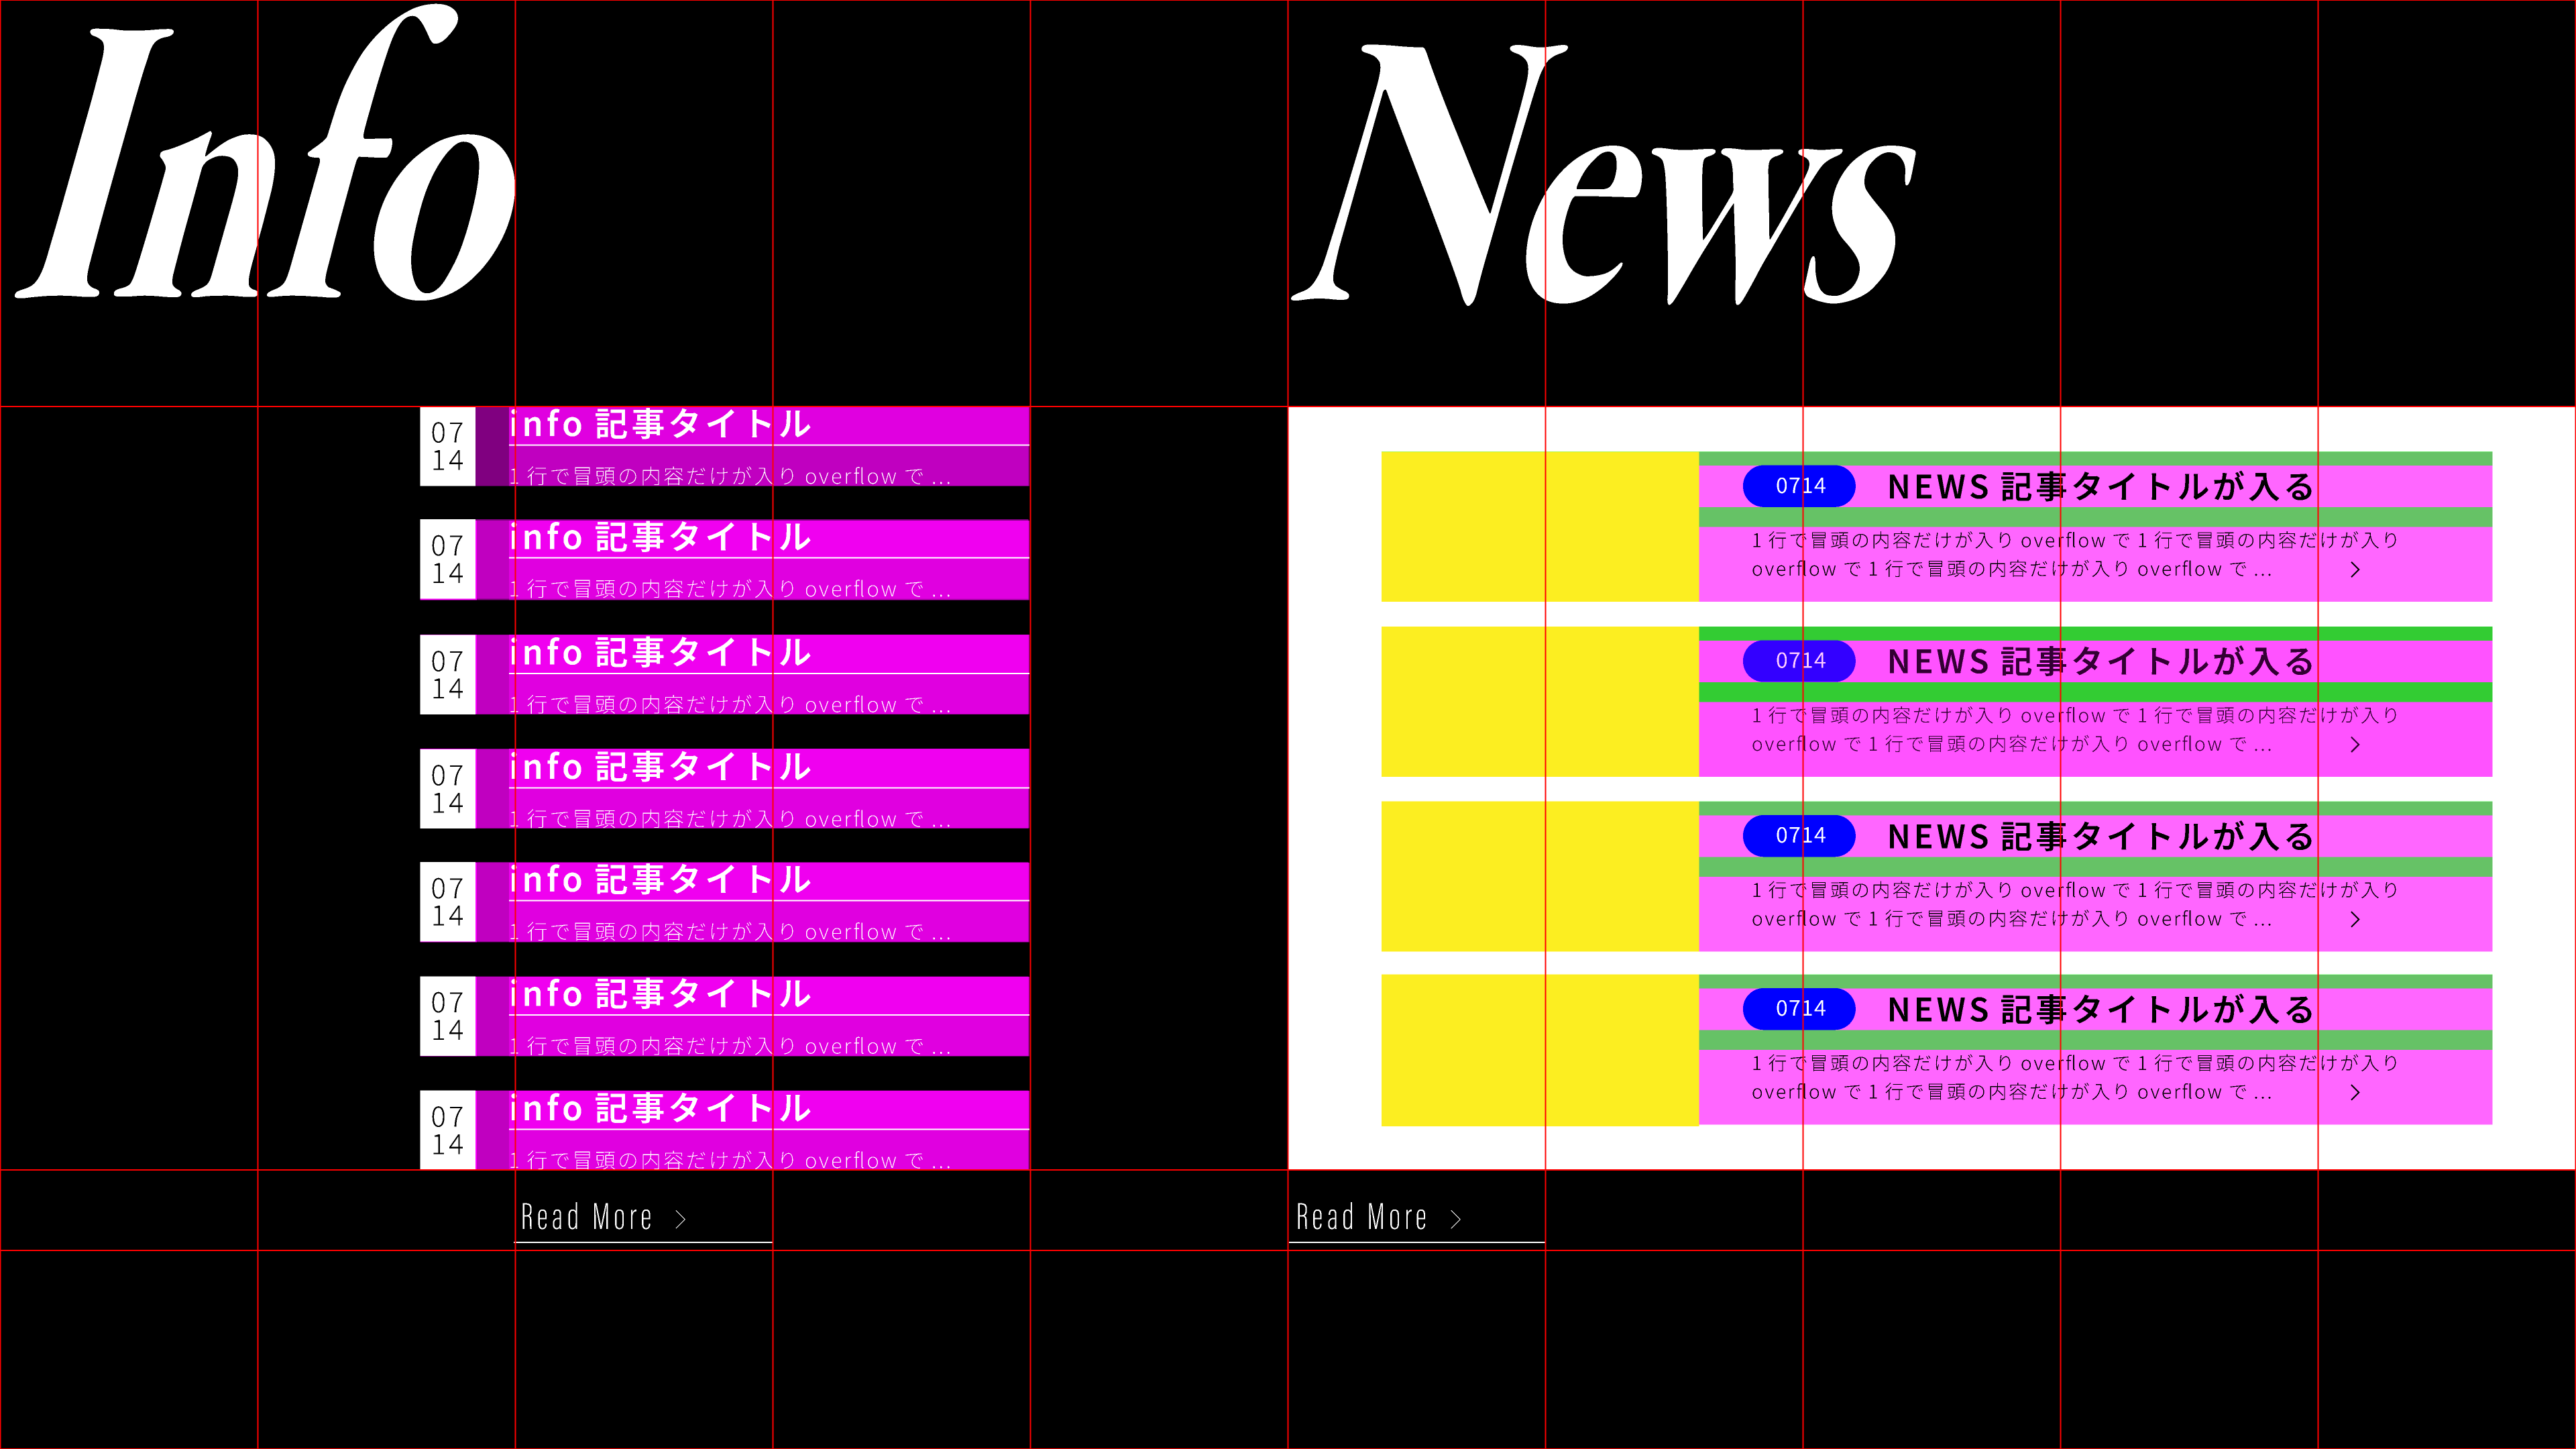 Info
07
14
info 記事タイトル
1 行で冒頭の内容だけが入り overflow で ...
07
14
info 記事タイトル
1 行で冒頭の内容だけが入り overflow で ...
07
14
info 記事タイトル
1 行で冒頭の内容だけが入り overflow で ...
07
14
info 記事タイトル
1 行で冒頭の内容だけが入り overflow で ...
07
14
info 記事タイトル
1 行で冒頭の内容だけが入り overflow で ...
07
14
info 記事タイトル
1 行で冒頭の内容だけが入り overflow で ...
07
14
info 記事タイトル
1 行で冒頭の内容だけが入り overflow で ...
Read More >
News
0714 NEWS 記事タイトルが入る
1 行で冒頭の内容だけが入り overflow で 1 行で冒頭の内容だけが入り
overflow で 1 行で冒頭の内容だけが入り overflow で ... >
0714 NEWS 記事タイトルが入る
1 行で冒頭の内容だけが入り overflow で 1 行で冒頭の内容だけが入り
overflow で 1 行で冒頭の内容だけが入り overflow で ... >
0714 NEWS 記事タイトルが入る
1 行で冒頭の内容だけが入り overflow で 1 行で冒頭の内容だけが入り
overflow で 1 行で冒頭の内容だけが入り overflow で ... >
0714 NEWS 記事タイトルが入る
1 行で冒頭の内容だけが入り overflow で 1 行で冒頭の内容だけが入り
overflow で 1 行で冒頭の内容だけが入り overflow で ... >
Read More >